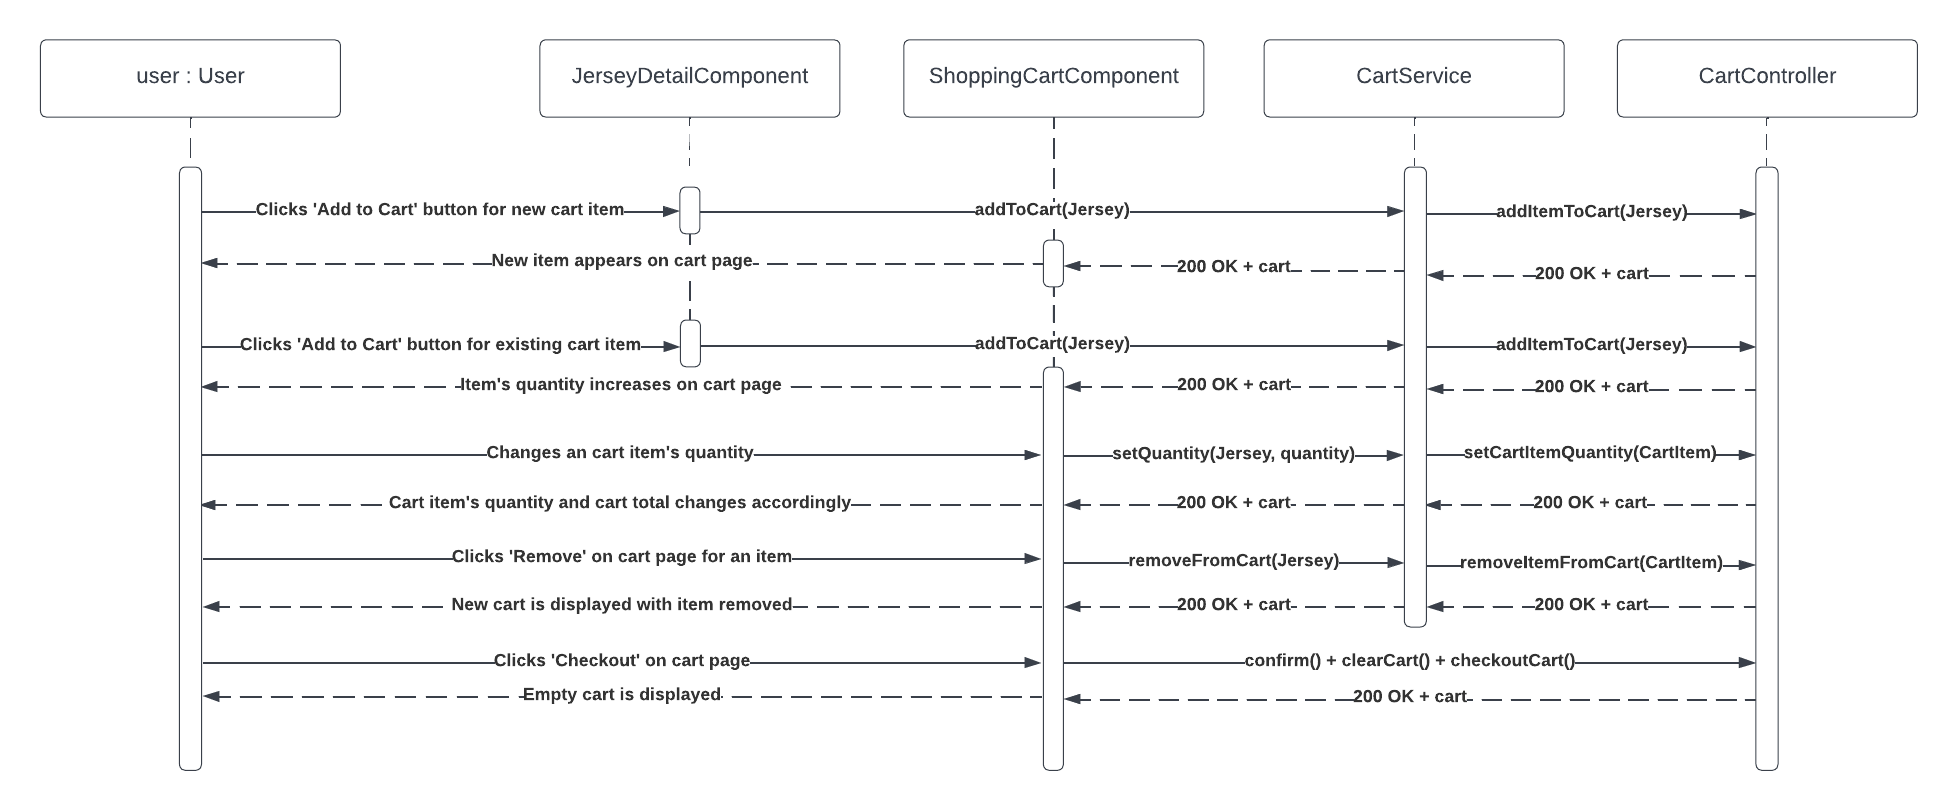 user : User
JerseyDetailComponent
ShoppingCartComponent
CartService
CartController
Clicks 'Add to Cart' button for new cart item
addToCart(Jersey)
addItemToCart(Jersey)
New item appears on cart page
200 OK + cart
200 OK + cart
Clicks 'Add to Cart' button for existing cart item
addToCart(Jersey)
addItemToCart(Jersey)
Item's quantity increases on cart page
200 OK + cart
200 OK + cart
Changes an cart item's quantity
setQuantity(Jersey, quantity)
setCartItemQuantity(CartItem)
Cart item's quantity and cart total changes accordingly
200 OK + cart
200 OK + cart
Clicks 'Remove' on cart page for an item
removeFromCart(Jersey)
removeItemFromCart(CartItem)
New cart is displayed with item removed
200 OK + cart
200 OK + cart
Clicks 'Checkout' on cart page
confirm() + clearCart() + checkoutCart()
Empty cart is displayed
200 OK + cart